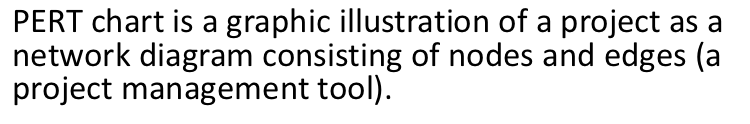 PERT chart is a graphic illustration of a project as a
network diagram consisting of nodes and edges (a
project management tool).